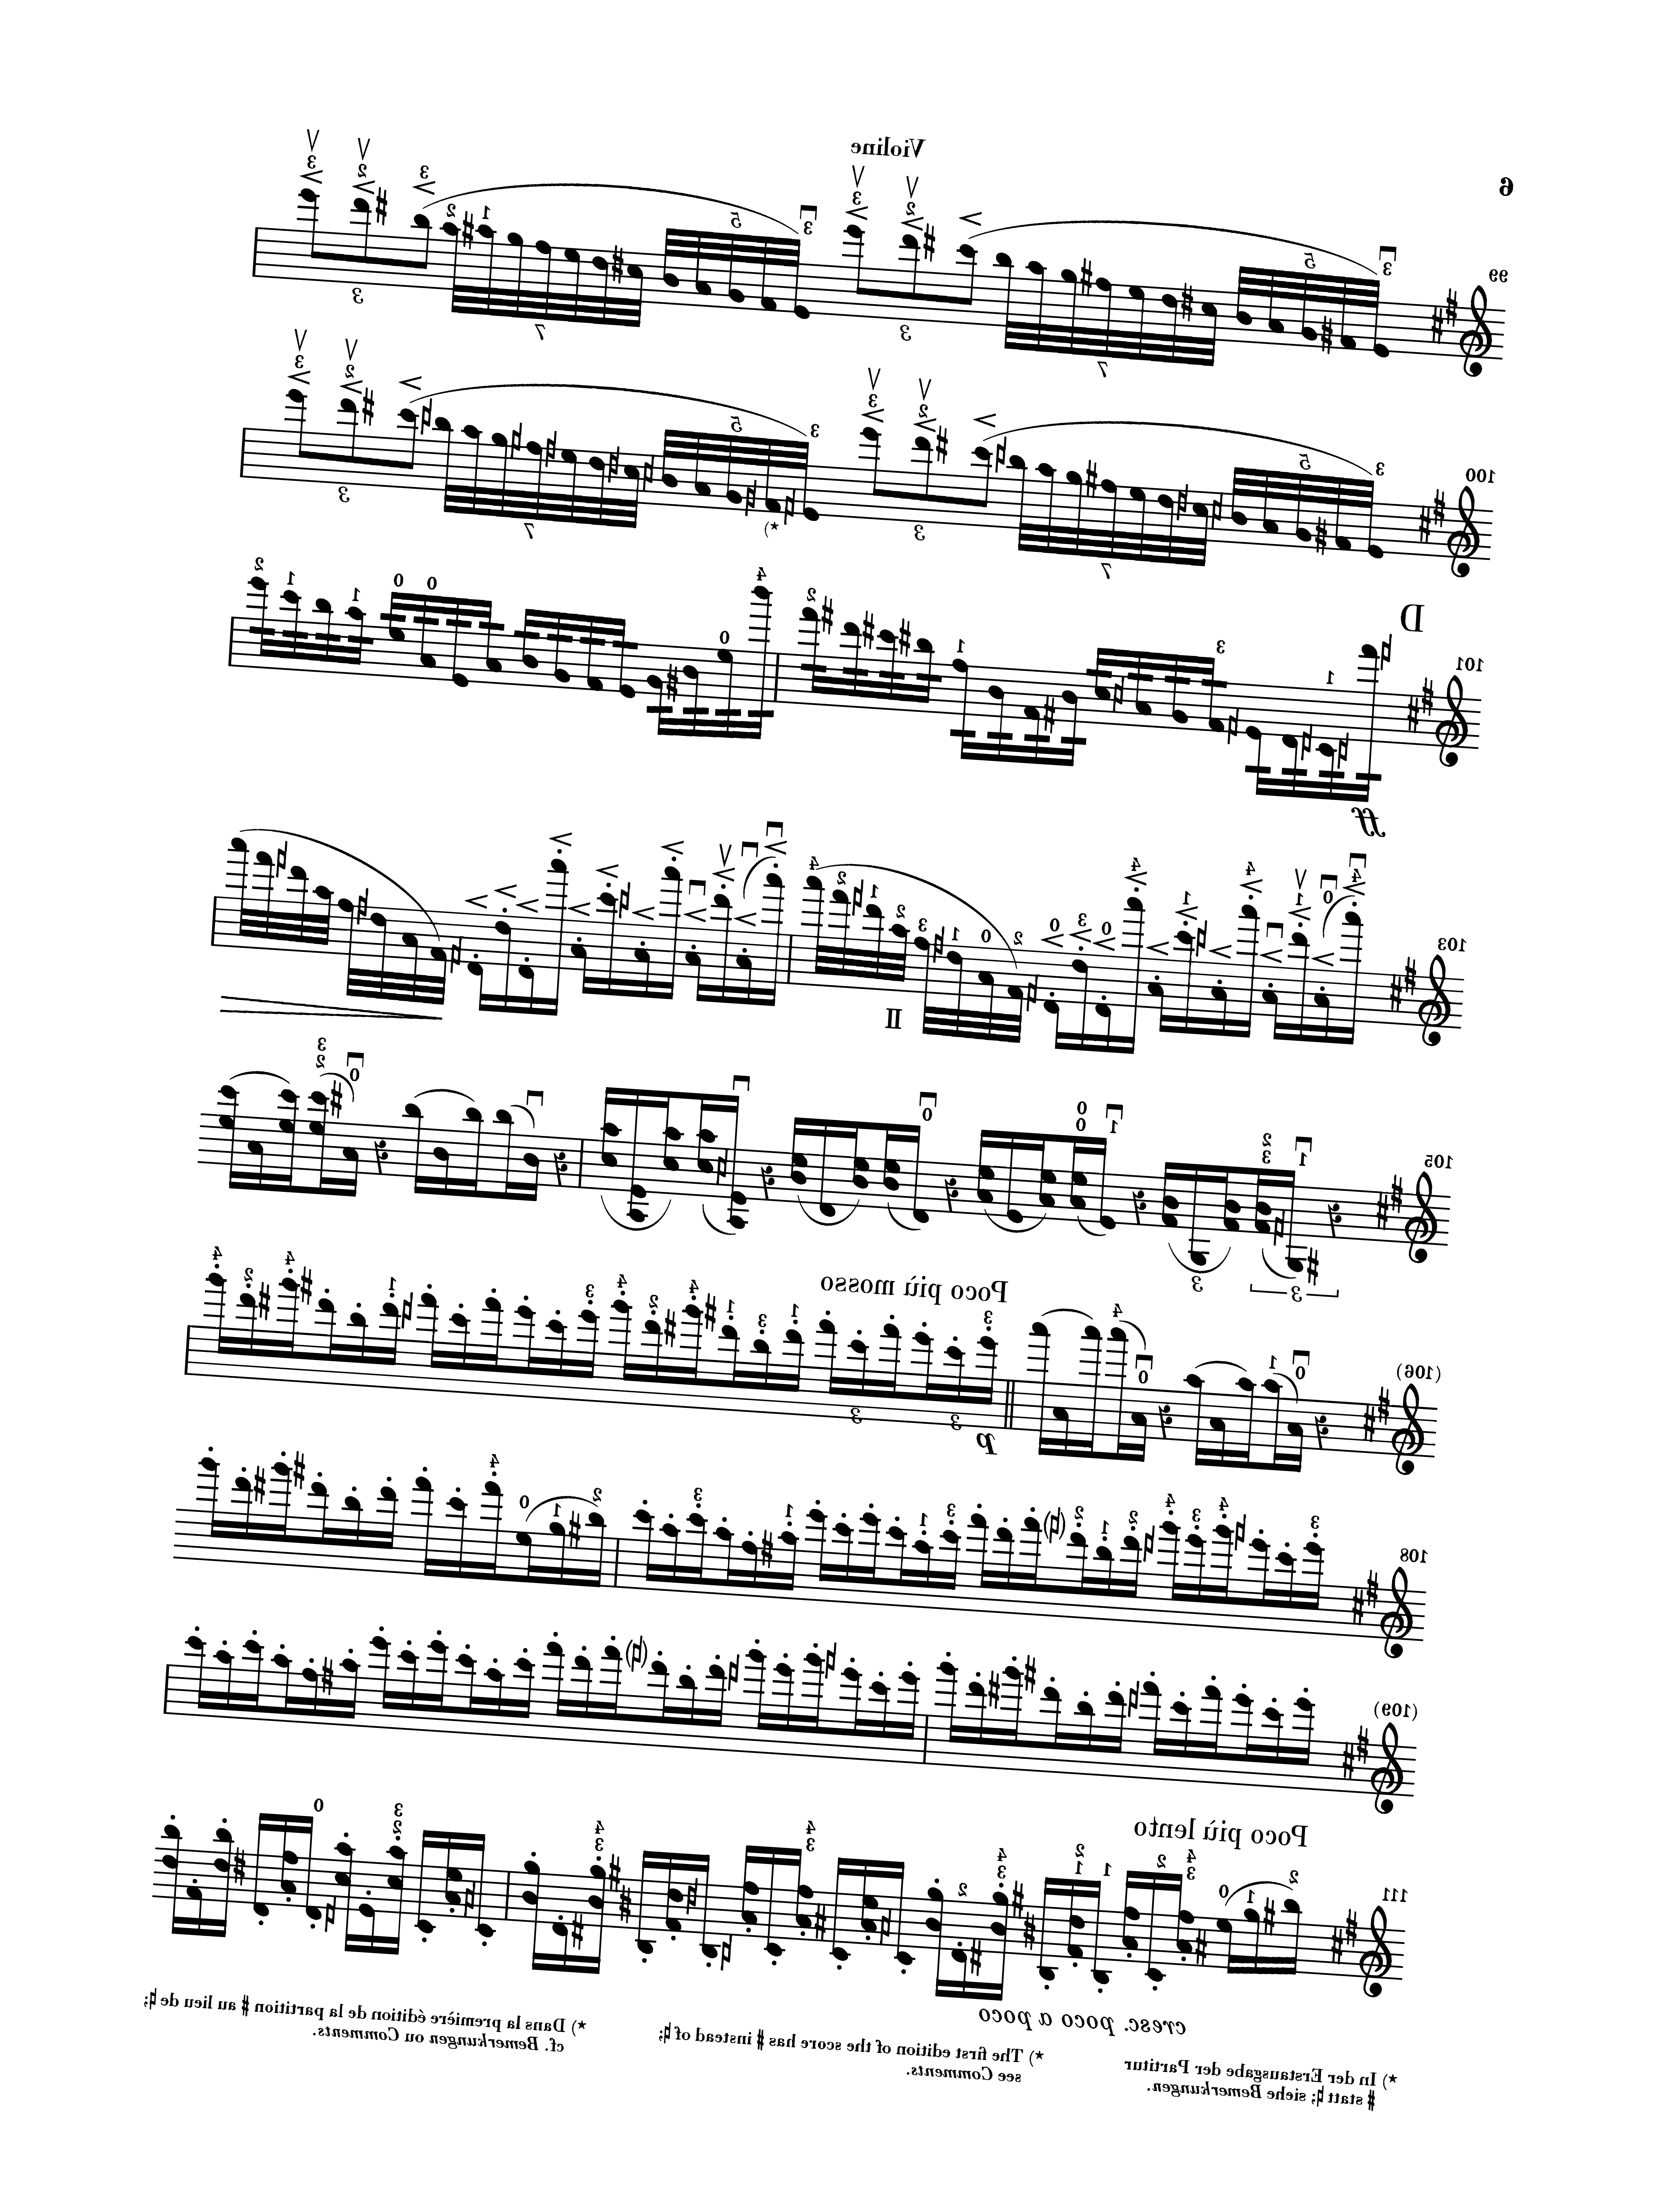 6
Violine
99
100
*)
D
101
ff
103
II
105
Poco più mosso
(106)
p
108
(109)
Poco più lento
111
cresc. poco a poco
*) In der Erstausgabe der Partitur
♯ statt ♮; siehe Bemerkungen.
*) The first edition of the score has ♯ instead of ♮;
see Comments.
*) Dans la première édition de la partition ♯ au lieu de ♮;
cf. Bemerkungen ou Comments.